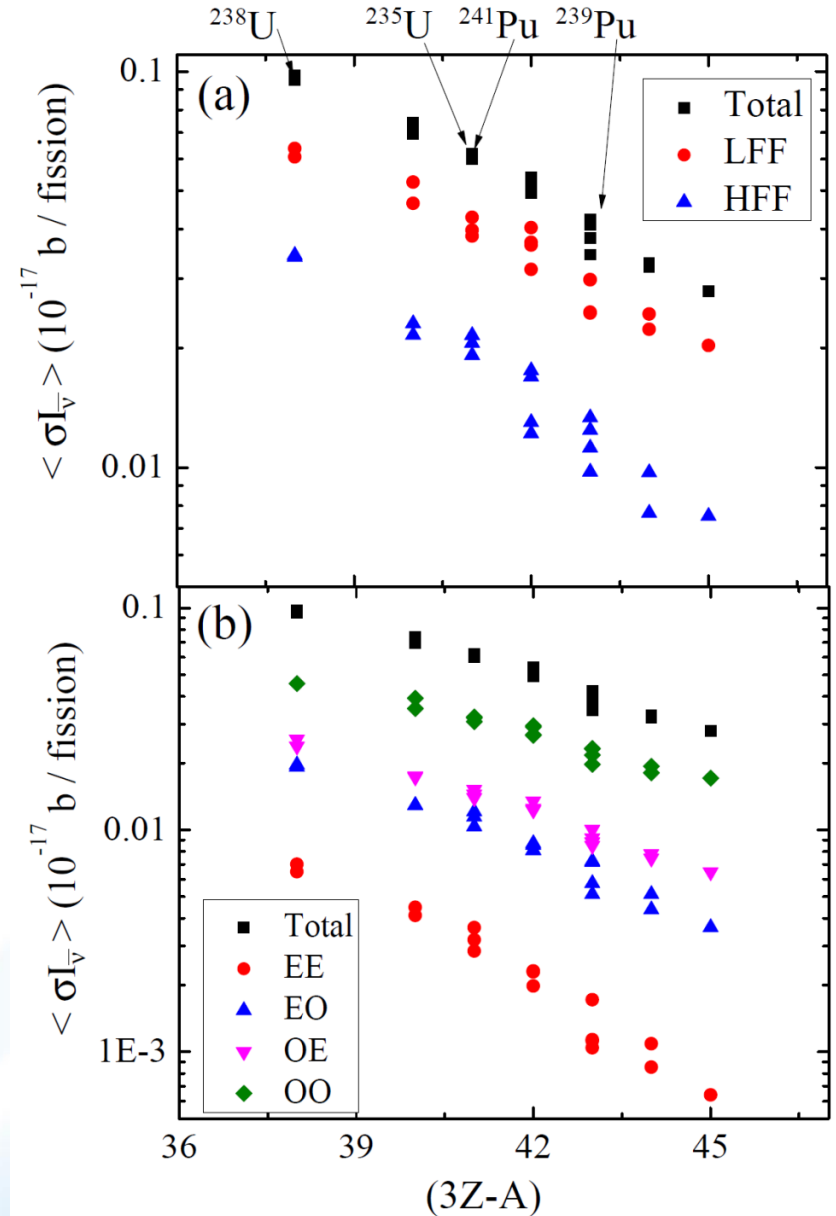 ²³⁸U ²³⁵U ²⁴¹Pu ²³⁹Pu
0.1
(a)
Total
LFF
HFF
0.01
< σI_ν̅ > (10⁻¹⁷ b / fission)
0.1
(b)
0.01
1E-3
Total
EE
EO
OE
OO
< σI_ν̅ > (10⁻¹⁷ b / fission)
36 39 42 45
(3Z-A)